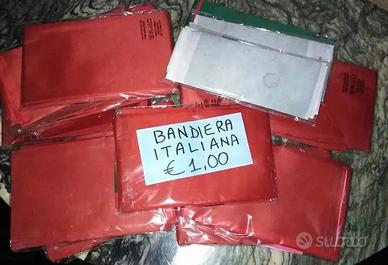 BANDIERA
ITALIANA
€ 1,00
subito